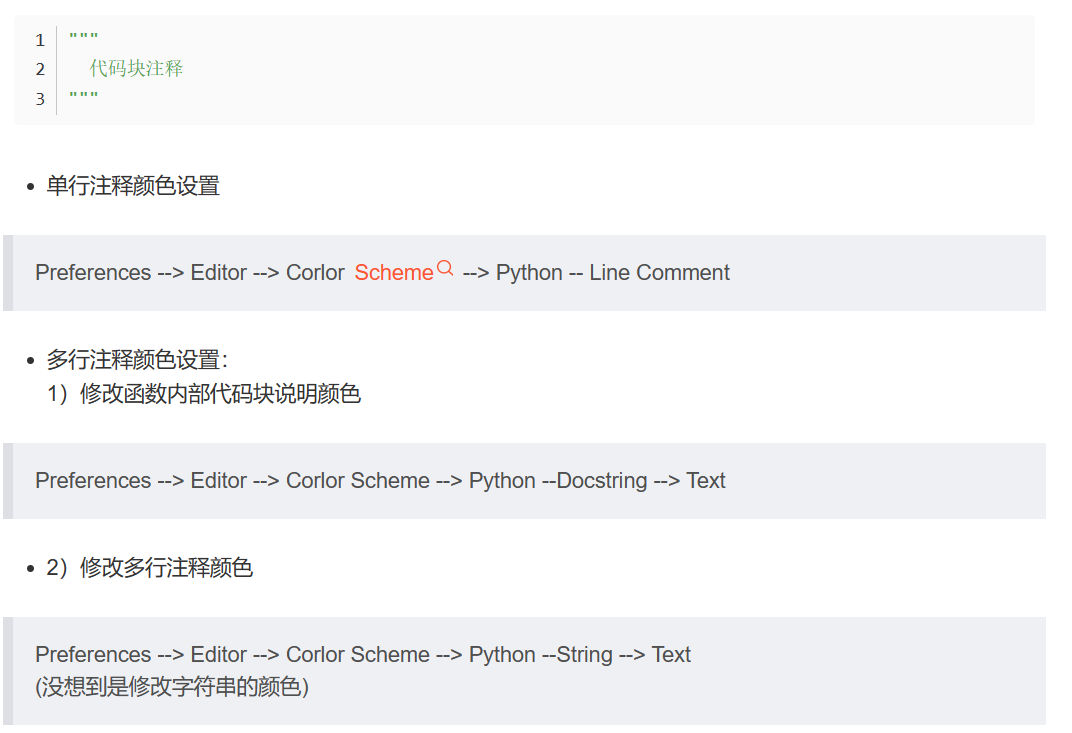 1 """
2 代码块注释
3 """
• 单行注释颜色设置
Preferences --> Editor --> Corlor Scheme --> Python -- Line Comment
• 多行注释颜色设置：
1）修改函数内部代码块说明颜色
Preferences --> Editor --> Corlor Scheme --> Python --Docstring --> Text
• 2）修改多行注释颜色
Preferences --> Editor --> Corlor Scheme --> Python --String --> Text
(没想到是修改字符串的颜色)